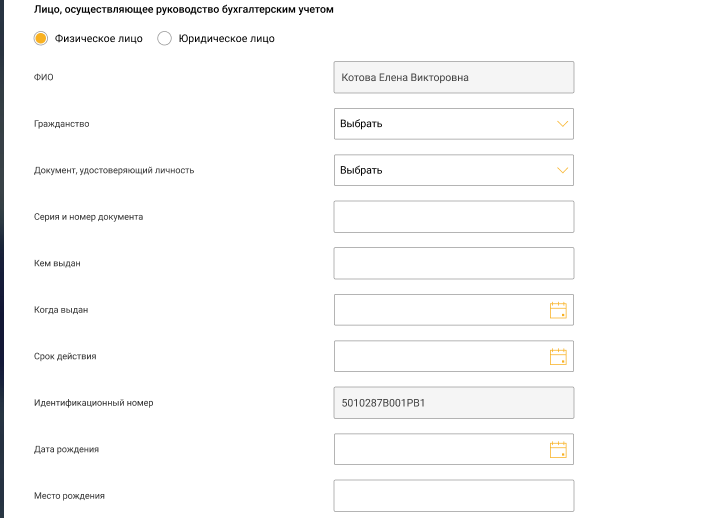 Лицо, осуществляющее руководство бухгалтерским учетом
Физическое лицо Юридическое лицо
ФИО Котова Елена Викторовна
Гражданство Выбрать
Документ, удостоверяющий личность Выбрать
Серия и номер документа
Кем выдан
Когда выдан
Срок действия
Идентификационный номер 5010287B001PB1
Дата рождения
Место рождения